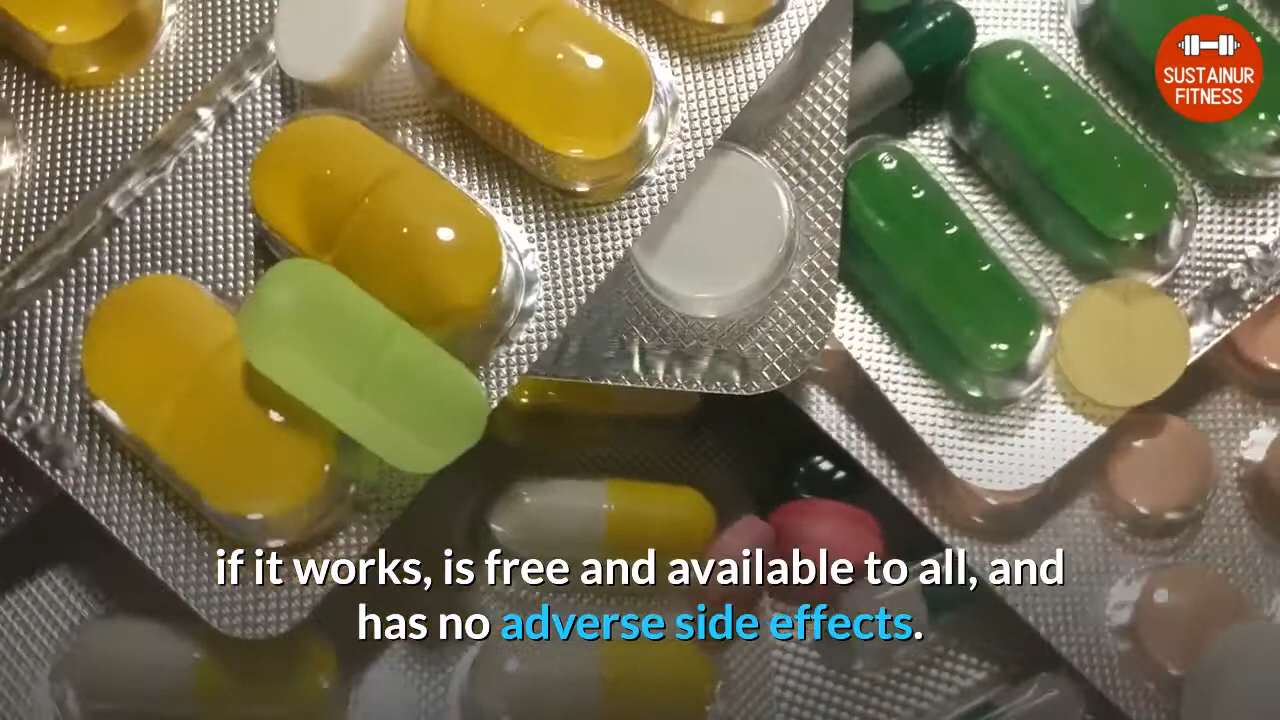 SUSTAINUR
FITNESS
if it works, is free and available to all, and
has no adverse side effects.